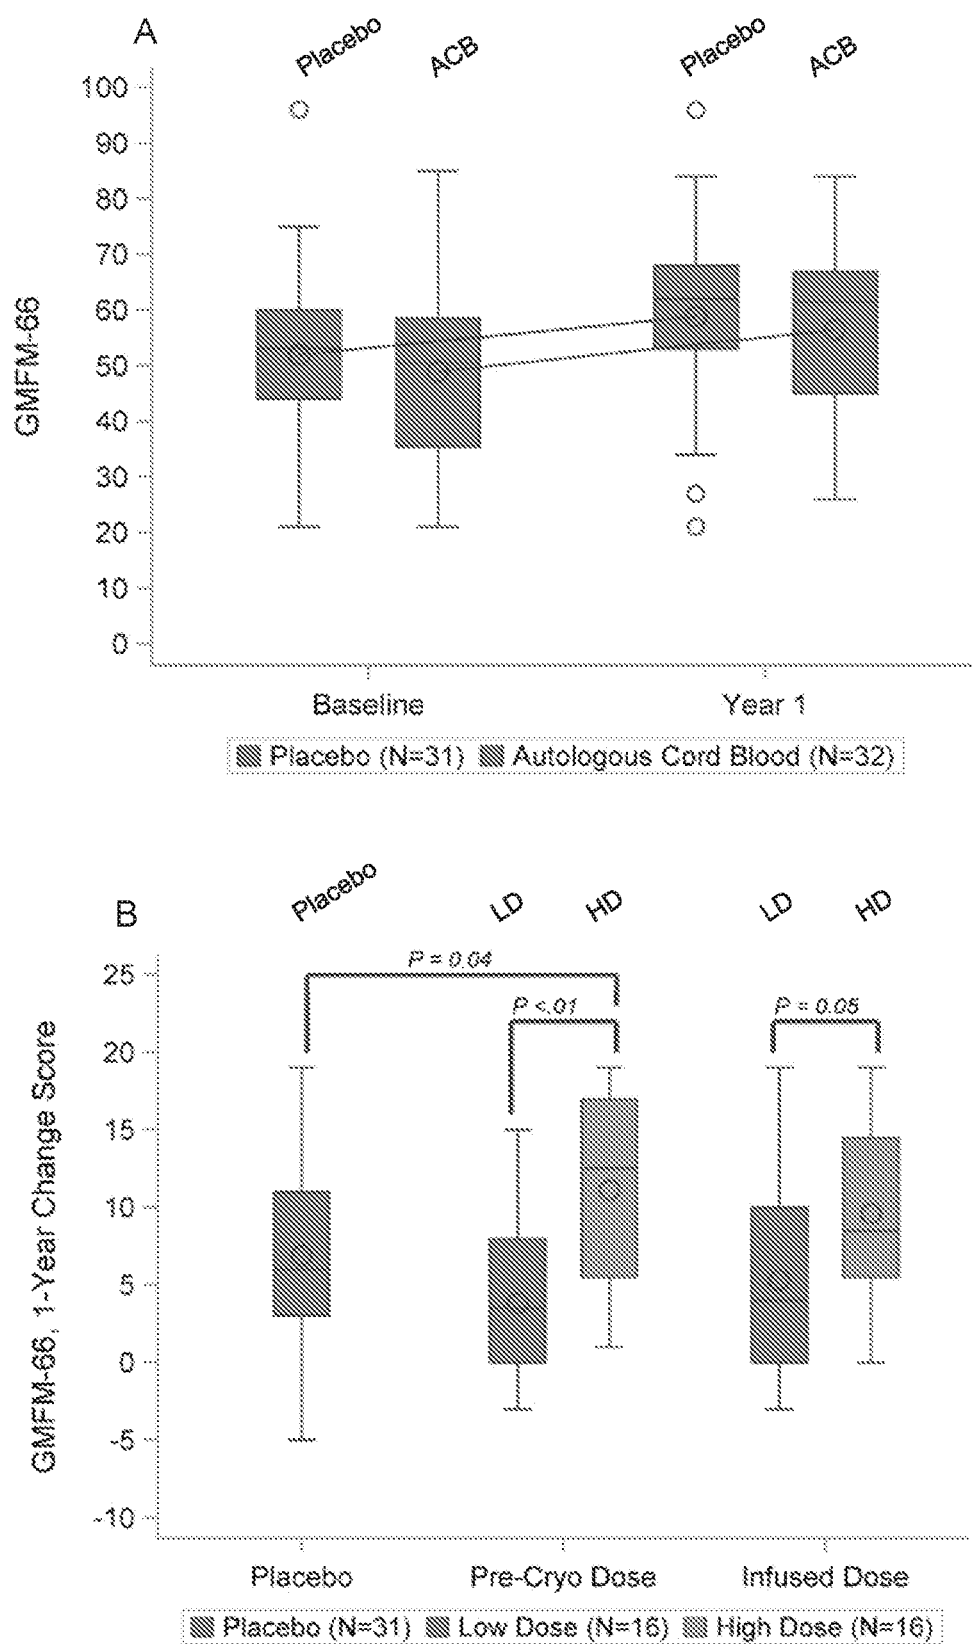 A
Placebo ACB Placebo ACB
100
90
80
70
60
50
40
30
20
10
0
GMFM-66
Baseline Year 1
Placebo (N=31) Autologous Cord Blood (N=32)
B
Placebo LD HD LD HD
P = 0.04
P <.01 P = 0.05
25
20
15
10
5
0
-5
-10
GMFM-66, 1-Year Change Score
Placebo Pre-Cryo Dose Infused Dose
Placebo (N=31) Low Dose (N=16) High Dose (N=16)